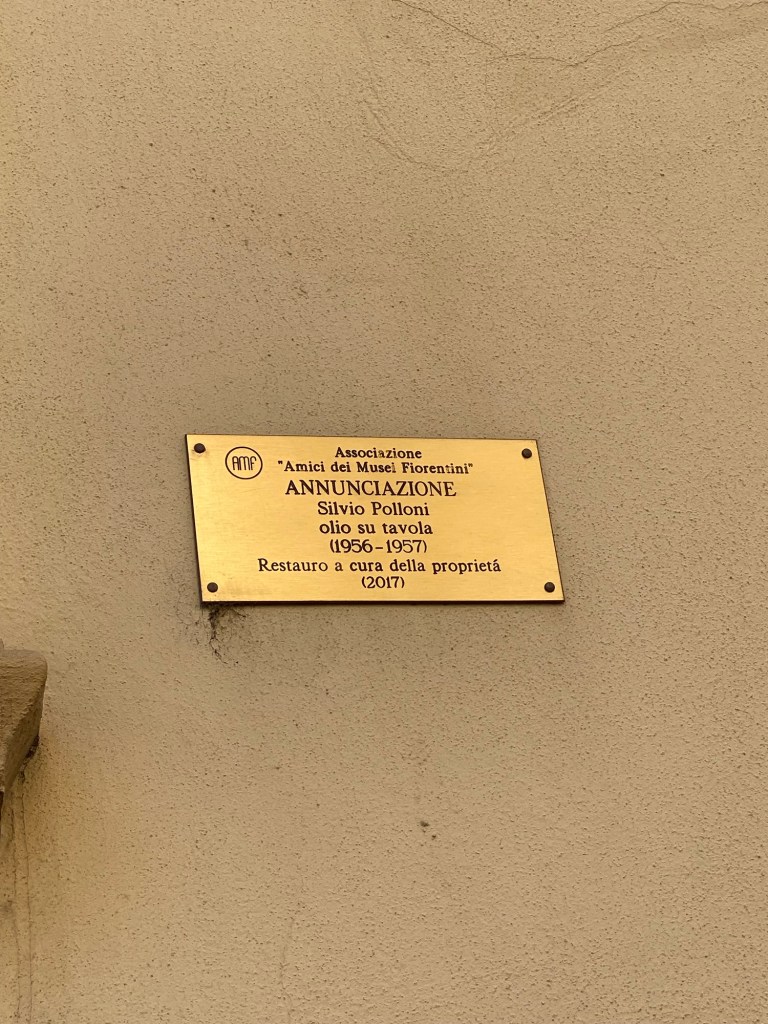 AMF
Associazione
"Amici dei Musei Fiorentini"
ANNUNCIAZIONE
Silvio Polloni
olio su tavola
(1956-1957)
Restauro a cura della proprietá
(2017)